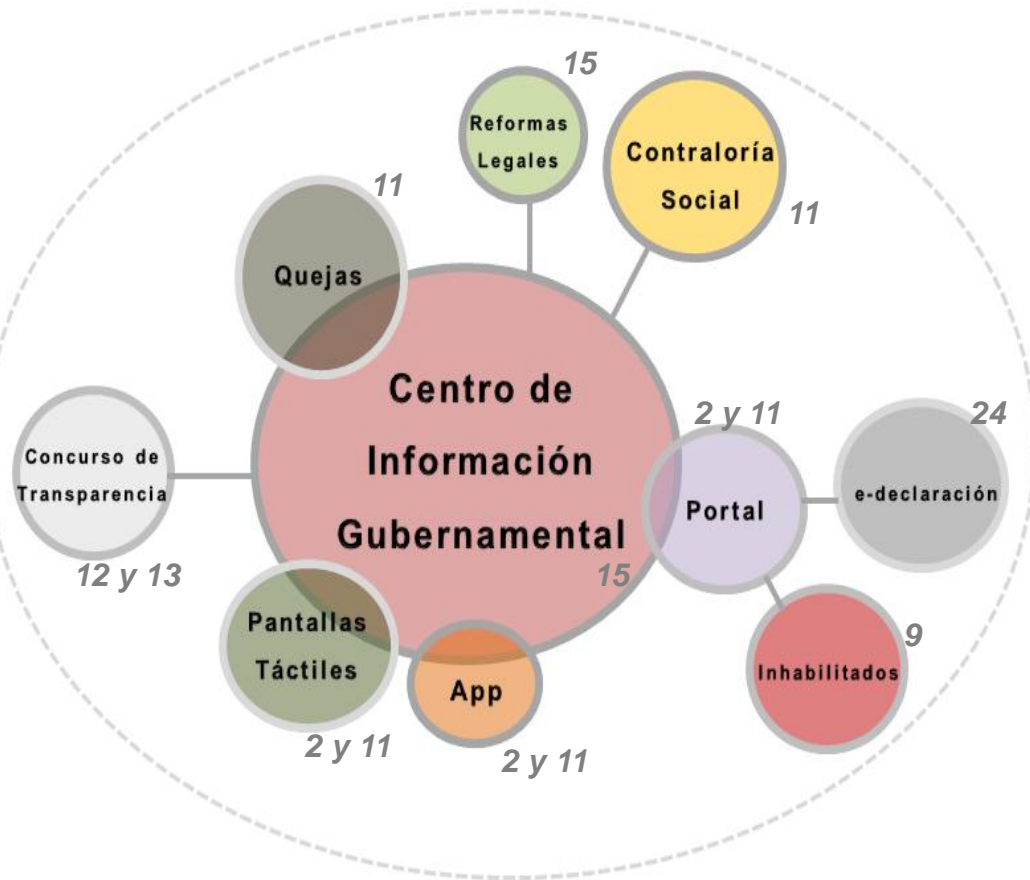 15
Reformas
Legales
Contraloría
Social
11
11
Quejas
Centro de
Información
Gubernamental
15
2 y 11
Portal
24
e-declaración
Concurso de
Transparencia
12 y 13
Pantallas
Táctiles
2 y 11
App
2 y 11
9
Inhabilitados